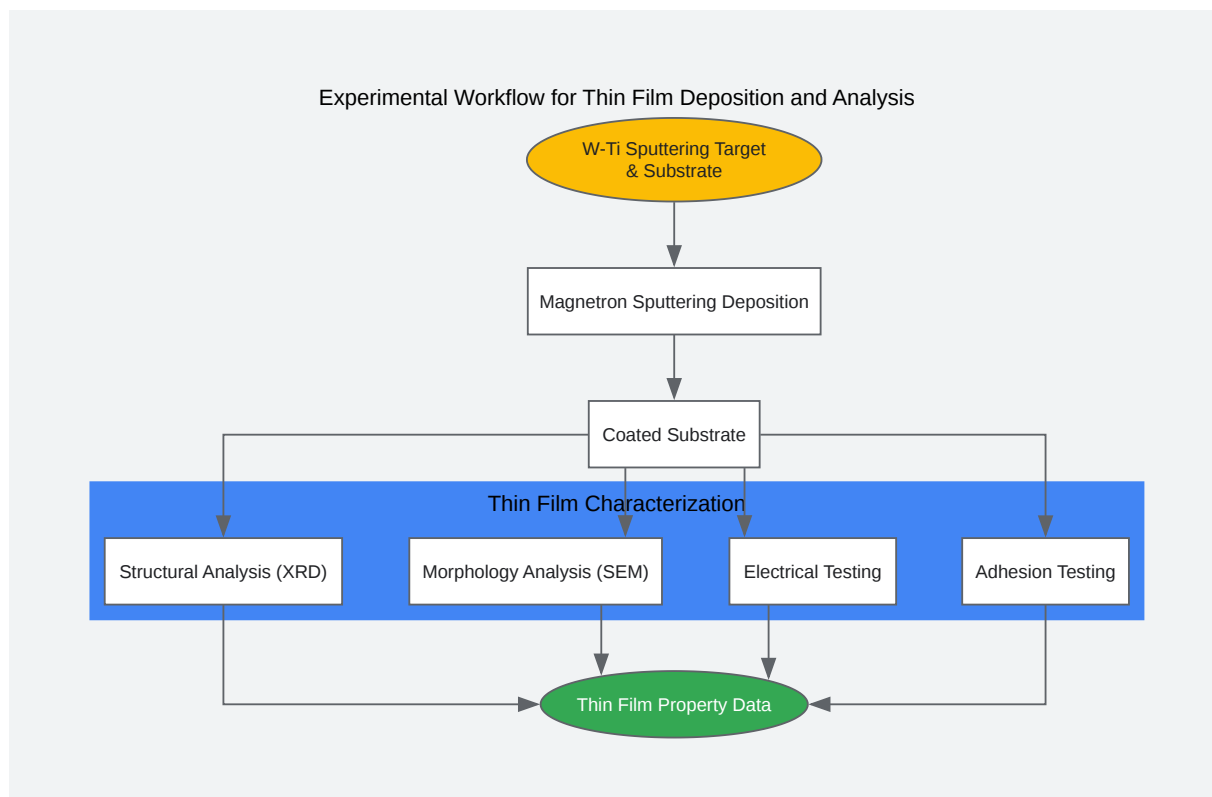 Experimental Workflow for Thin Film Deposition and Analysis
W-Ti Sputtering Target
& Substrate
Magnetron Sputtering Deposition
Coated Substrate
Thin Film Characterization
Structural Analysis (XRD)
Morphology Analysis (SEM)
Electrical Testing
Adhesion Testing
Thin Film Property Data